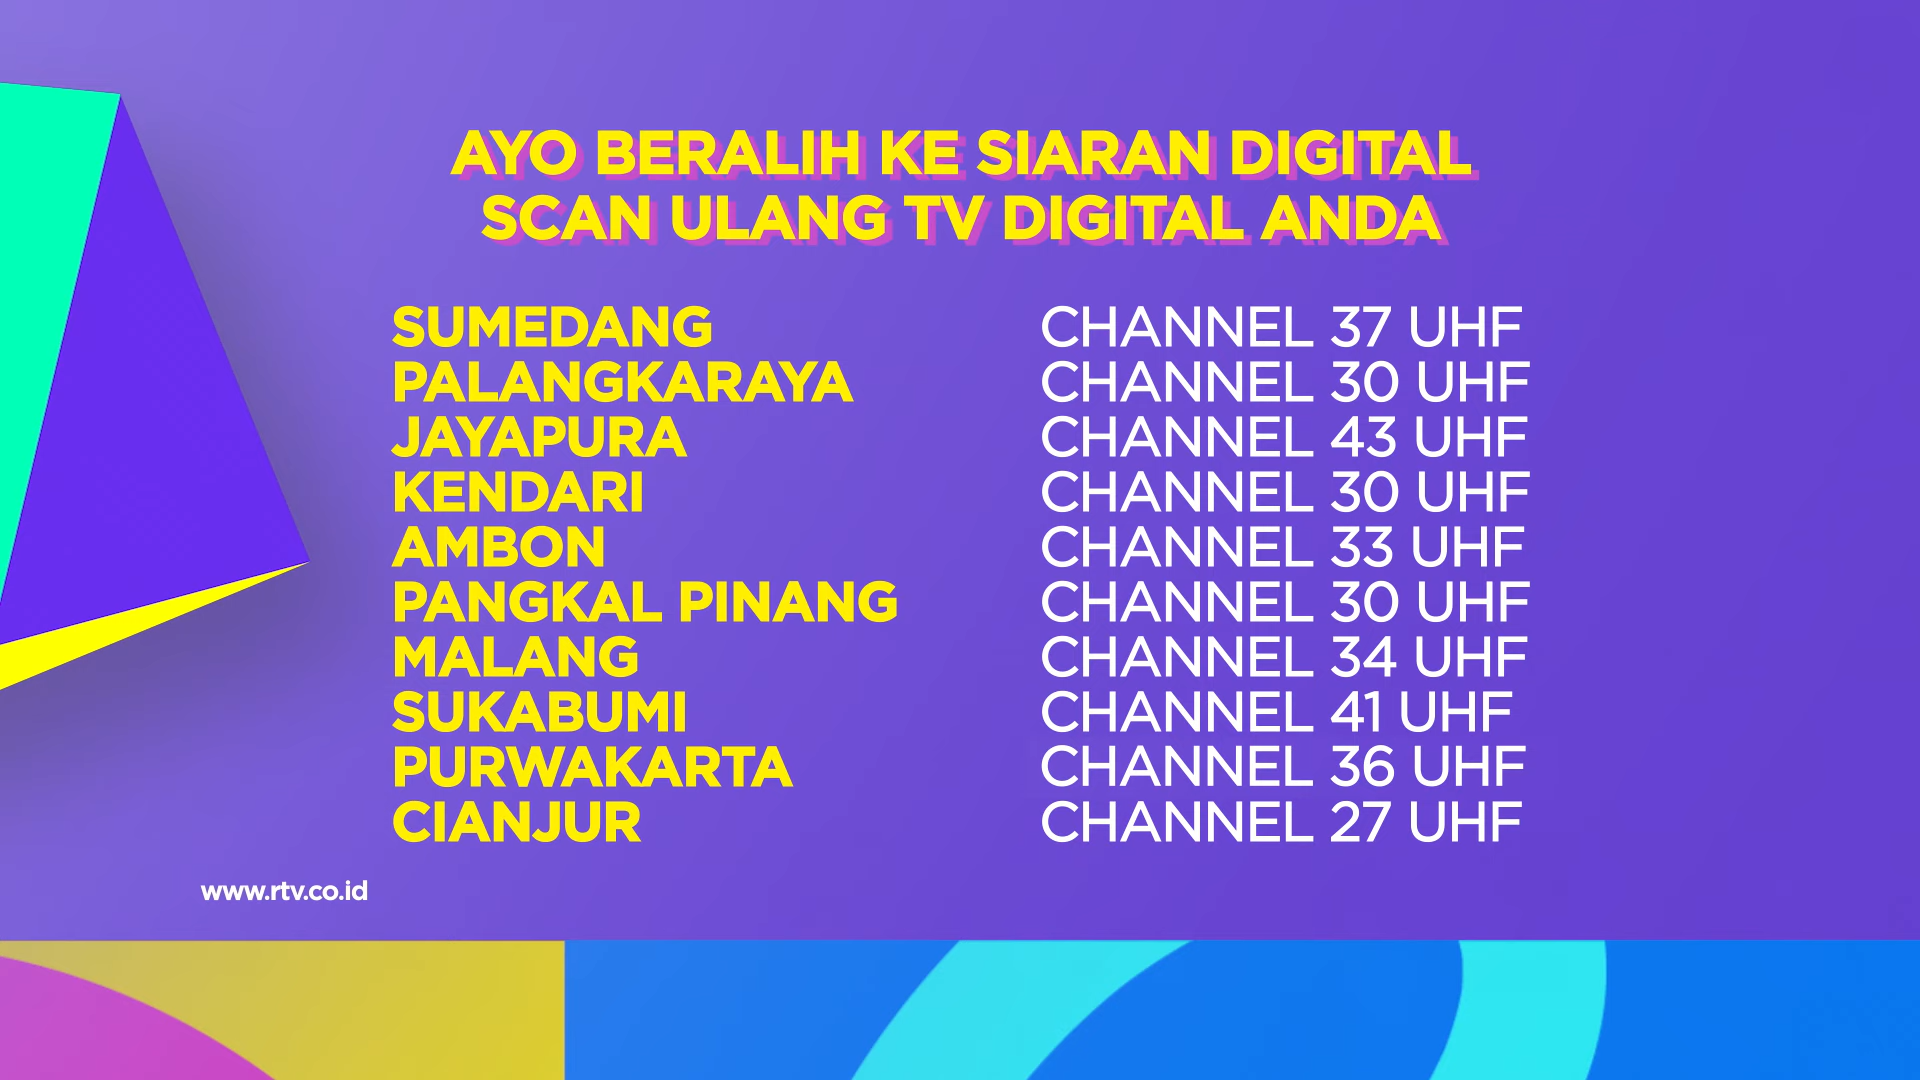 AYO BERALIH KE SIARAN DIGITAL
SCAN ULANG TV DIGITAL ANDA
SUMEDANG CHANNEL 37 UHF
PALANGKARAYA CHANNEL 30 UHF
JAYAPURA CHANNEL 43 UHF
KENDARI CHANNEL 30 UHF
AMBON CHANNEL 33 UHF
PANGKAL PINANG CHANNEL 30 UHF
MALANG CHANNEL 34 UHF
SUKABUMI CHANNEL 41 UHF
PURWAKARTA CHANNEL 36 UHF
CIANJUR CHANNEL 27 UHF
www.rtv.co.id